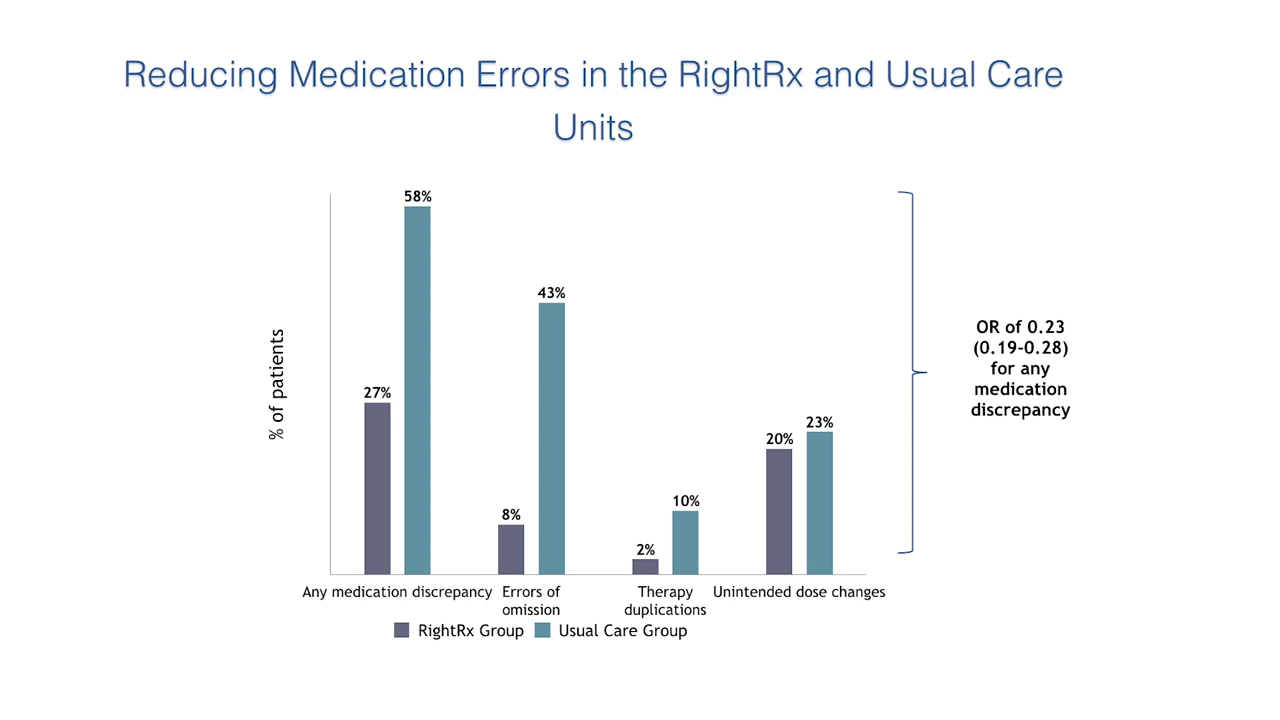 Reducing Medication Errors in the RightRx and Usual Care
Units
58%
43%
27%
23%
20%
10%
8%
2%
% of patients
OR of 0.23
(0.19-0.28)
for any
medication
discrepancy
Any medication discrepancy
Errors of
omission
Therapy
duplications
Unintended dose changes
RightRx Group
Usual Care Group